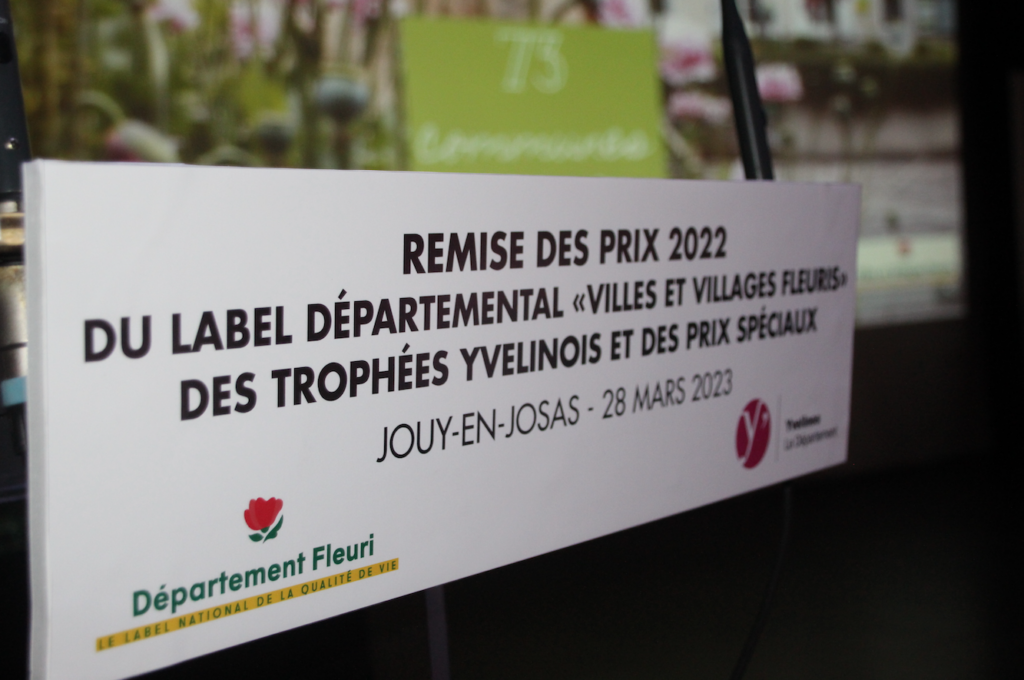 73
Communes
REMISE DES PRIX 2022
DU LABEL DÉPARTEMENTAL «VILLES ET VILLAGES FLEURIS»
DES TROPHÉES YVELINOIS ET DES PRIX SPÉCIAUX
JOUY-EN-JOSAS - 28 MARS 2023
Y+
Yvelines
Le Département
Département Fleuri
LE LABEL NATIONAL DE LA QUALITÉ DE VIE